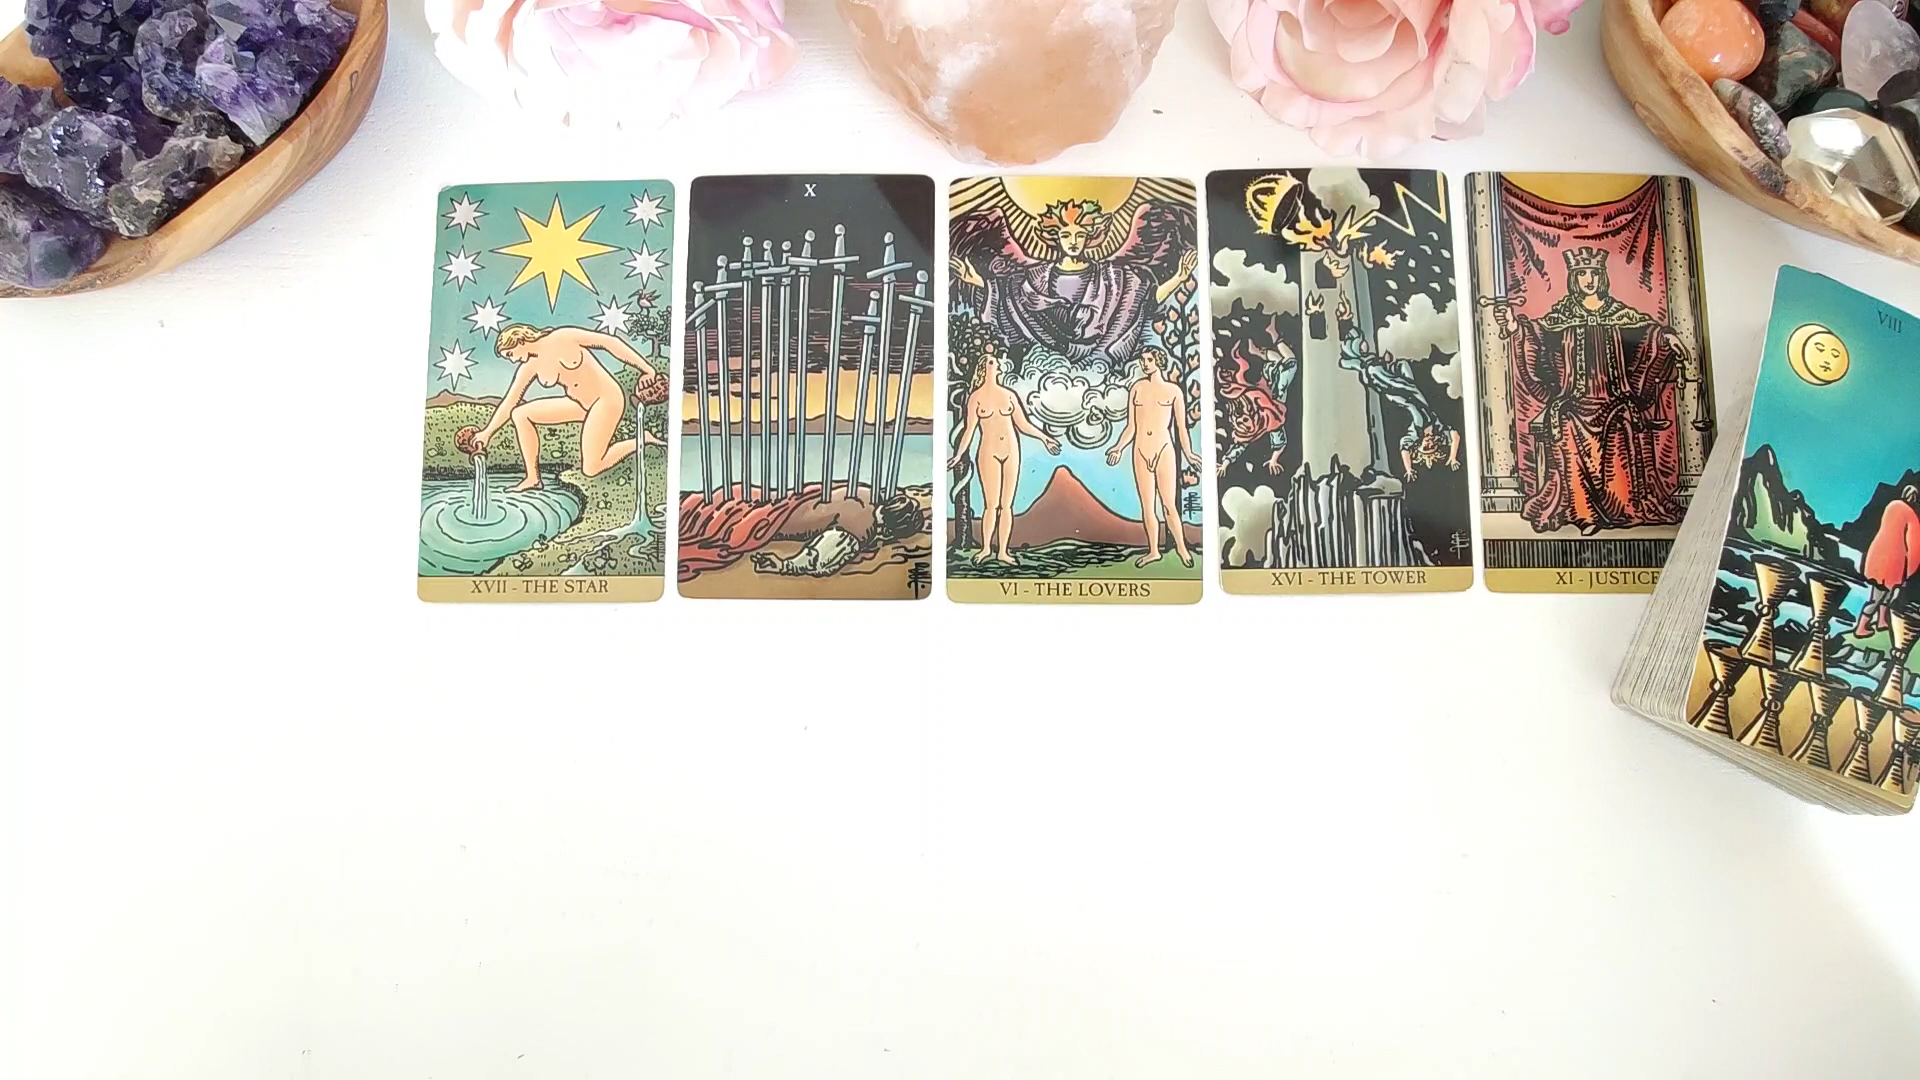 XVII - THE STAR
X
VI - THE LOVERS
XVI - THE TOWER
XI - JUSTICE
VIII